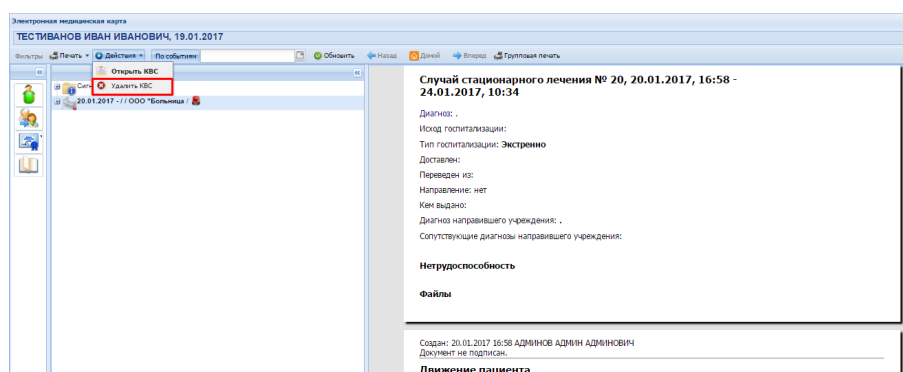 Электронная медицинская карта
ТЕСТИВАНОВ ИВАН ИВАНОВИЧ, 19.01.2017
Фильтры Печать Действия По событиям Обновить Назад Домой Вперед Групповая печать
Открыть КВС
Удалить КВС
20.01.2017 - / / ООО "Больница /
Случай стационарного лечения № 20, 20.01.2017, 16:58 -
24.01.2017, 10:34
Диагноз: .
Исход госпитализации:
Тип госпитализации: Экстренно
Доставлен:
Переведен из:
Направление: нет
Кем выдано:
Диагноз направившего учреждения: .
Сопутствующие диагнозы направившего учреждения:
Нетрудоспособность
Файлы
Создан: 20.01.2017 16:58 АДМИНОВ АДМИН АДМИНОВИЧ
Документ не подписан.
Движение пациента